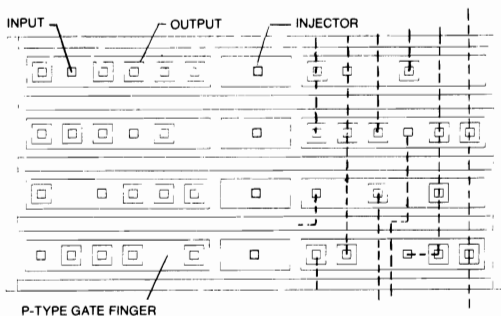 INPUT
OUTPUT
INJECTOR
P-TYPE GATE FINGER